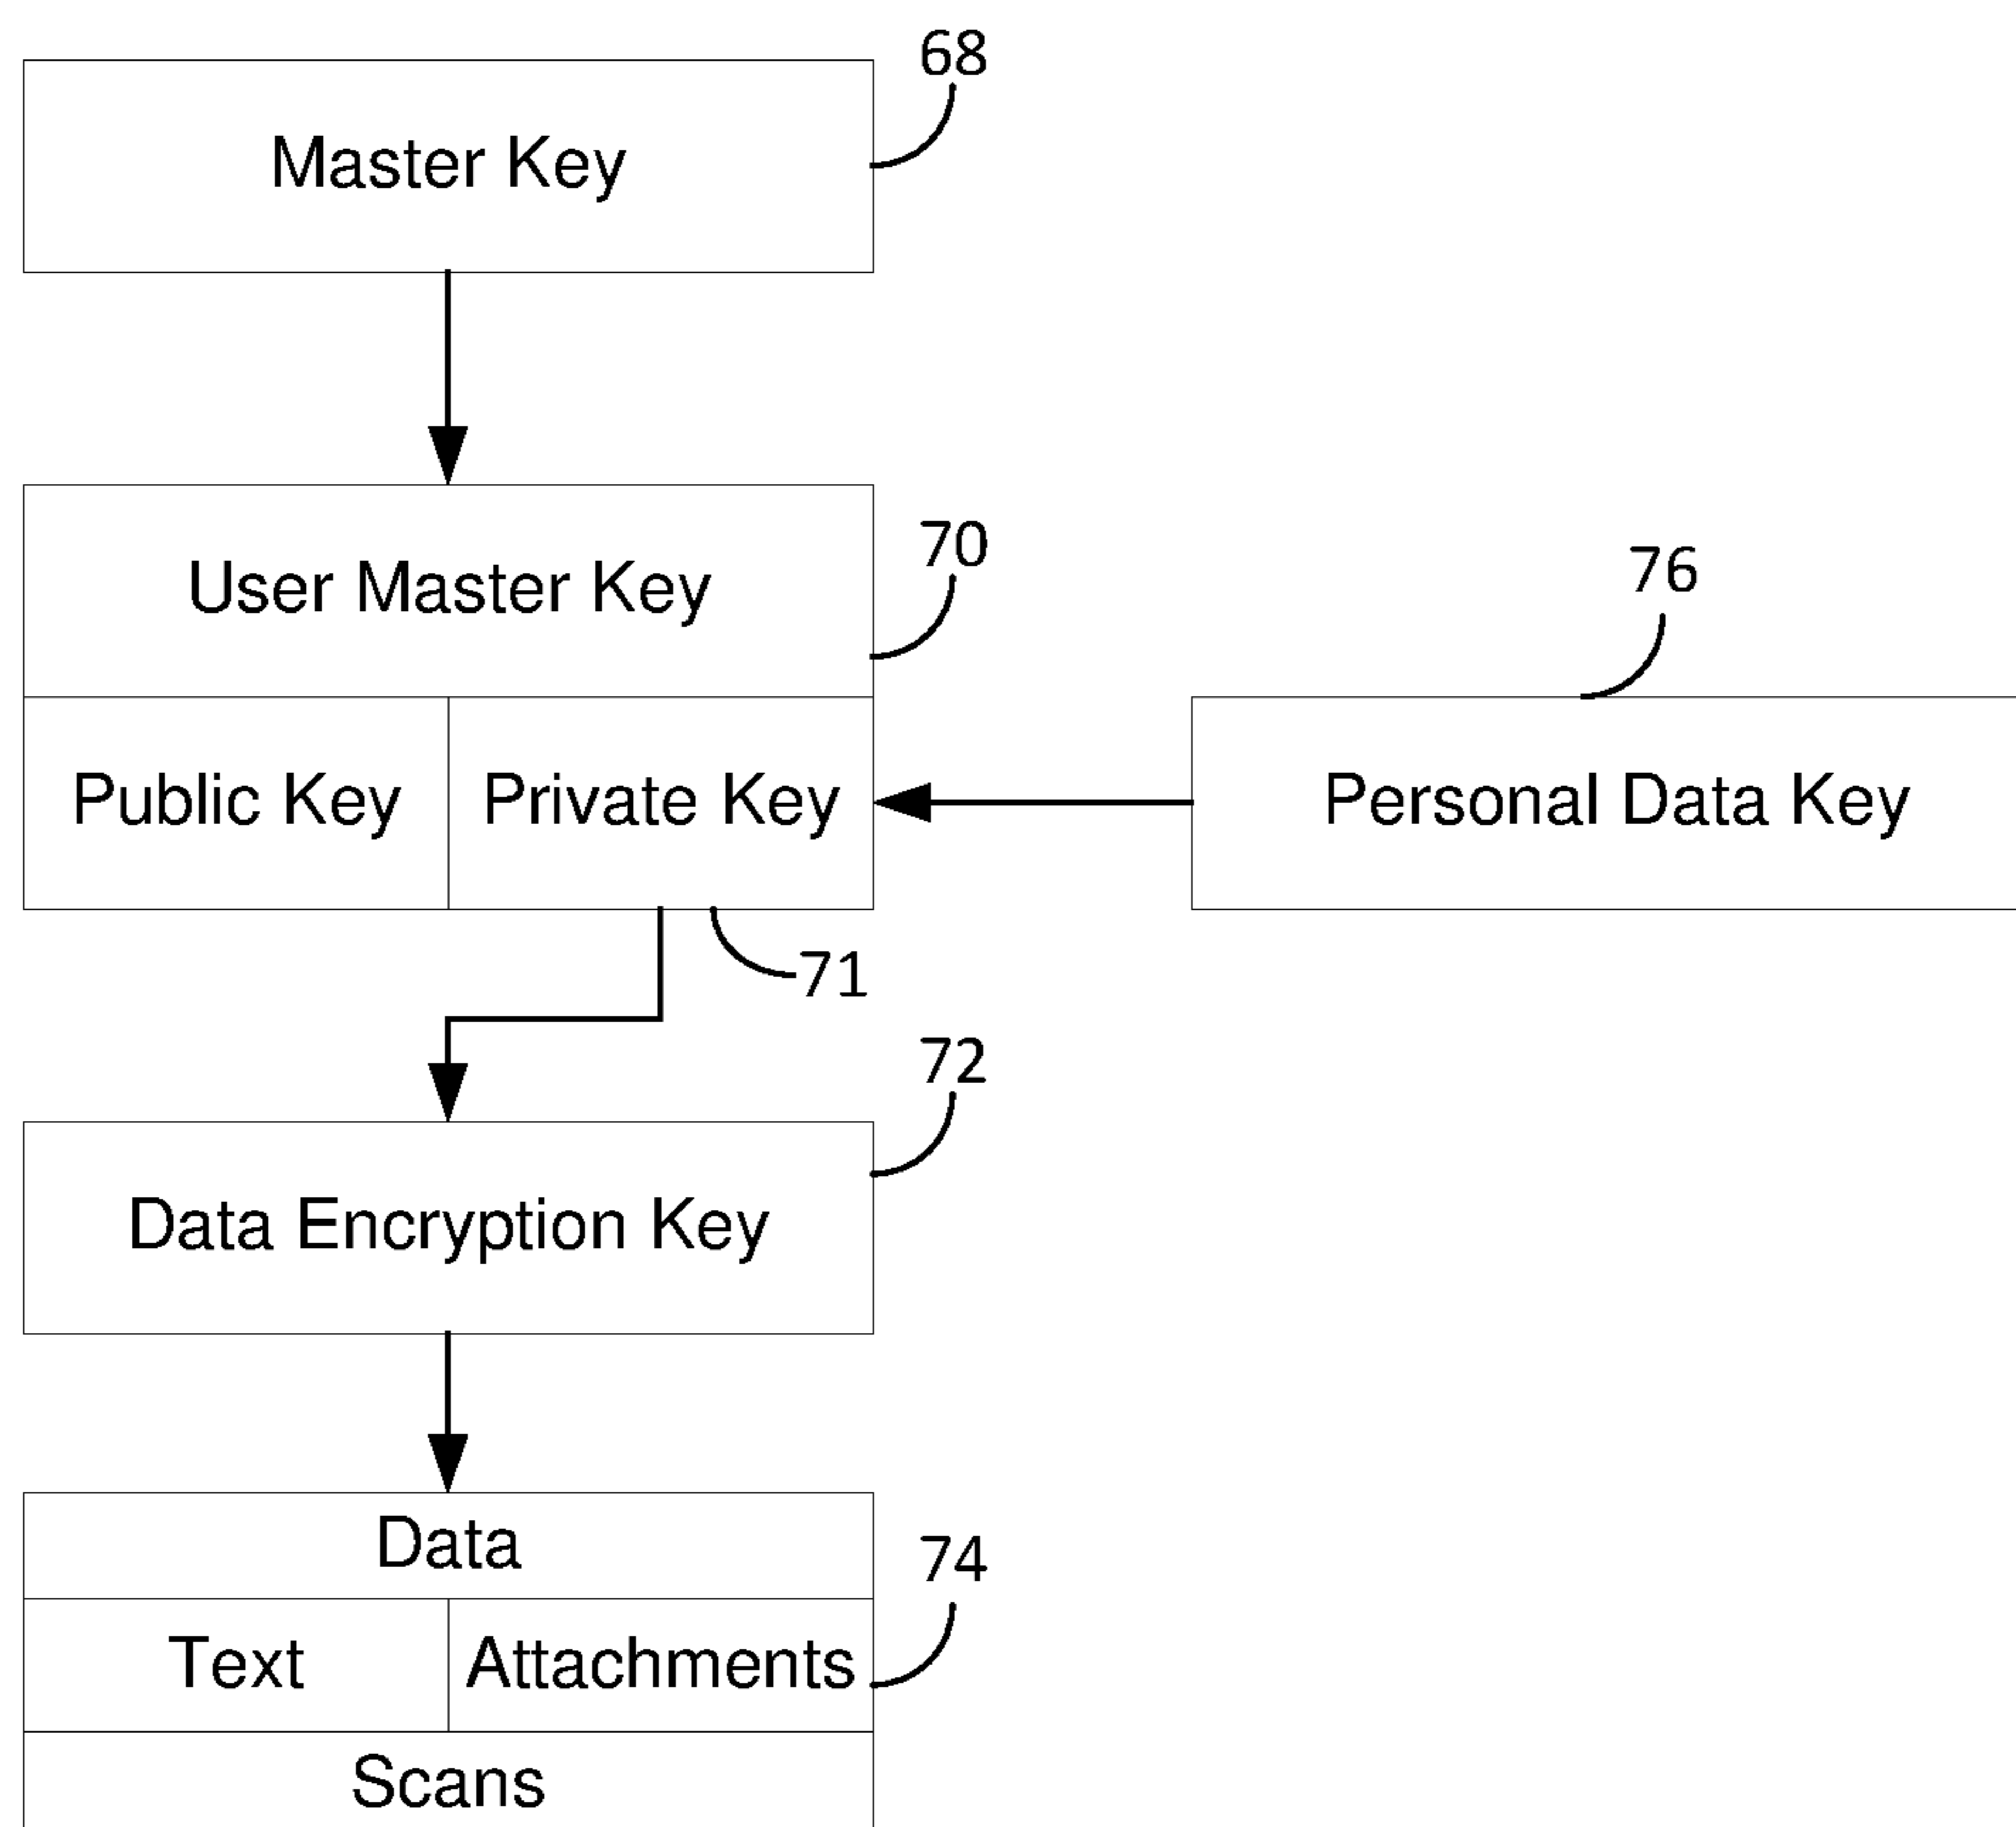 68
Master Key
70
User Master Key
76
Public Key
Private Key
Personal Data Key
71
72
Data Encryption Key
Data
74
Text
Attachments
Scans